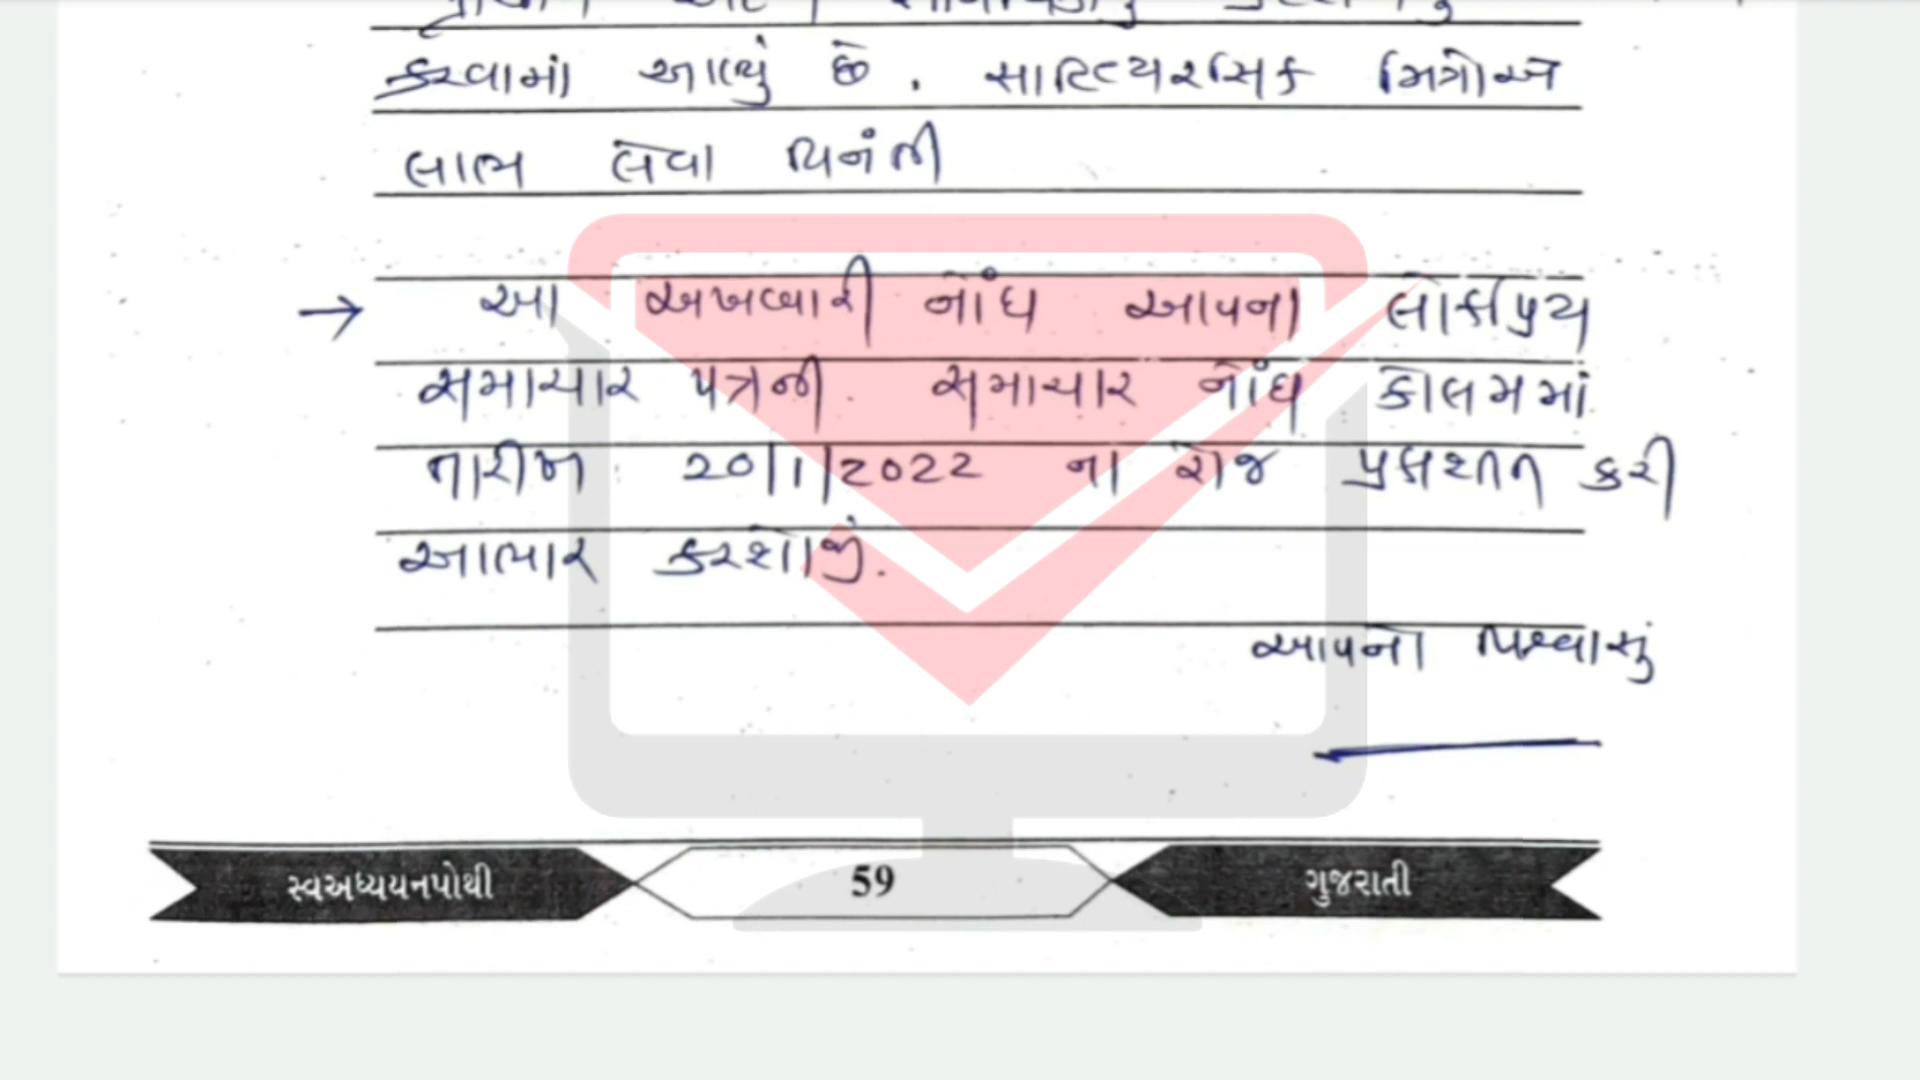 કરવામાં આવ્યું છે. સાહિત્યરસિક મિત્રોએ
લાભ લેવા વિનંતી
→ આ અખબારી નોંધ આપના લોકપ્રિય
સમાચાર પત્રની સમાચાર નોંધ કોલમમાં
તારીખ 20/1/2022 ના રોજ પ્રકાશીત કરી
આભાર કરશોજી.
આપનો વિશ્વાસુ
સ્વઅધ્યયનપોથી 59 ગુજરાતી